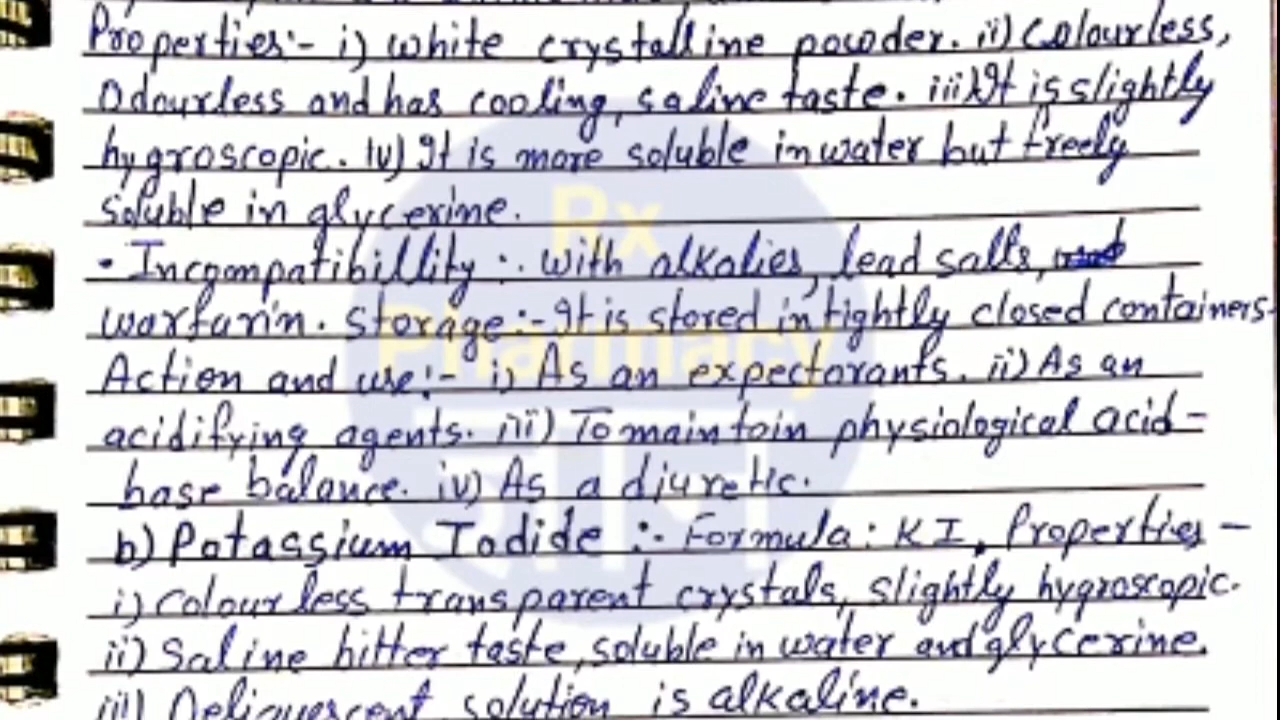 Properties:- i) White crystalline powder. ii) Colourless,
Odourless and has cooling, saline taste. iii) It is slightly
hygroscopic. iv) It is more soluble in water but freely
soluble in glycerine.
• Incompatibillity :. With alkalies, lead salls,
warfarin. Storage:- It is stored in tightly closed containers.
Action and use:- i) As an expectorants. ii) As an
acidifying agents. iii) To maintain physiological acid-
base balance. iv) As a diuretic.
b) Potassium Iodide :- Formula: KI, Properties -
i) Colourless transparent crystals, slightly hygroscopic.
ii) Saline bitter taste, soluble in water and glycerine.
iii) Deliquescent solution is alkaline.
Rx
Pharmacy
ज्ञान